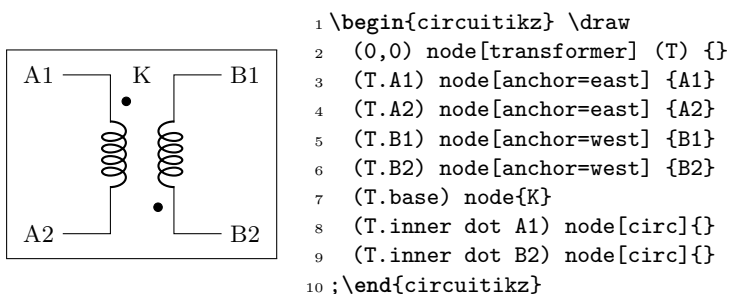 A1 K B1
A2 B2
1 \begin{circuitikz} \draw
2 (0,0) node[transformer] (T) {}
3 (T.A1) node[anchor=east] {A1}
4 (T.A2) node[anchor=east] {A2}
5 (T.B1) node[anchor=west] {B1}
6 (T.B2) node[anchor=west] {B2}
7 (T.base) node{K}
8 (T.inner dot A1) node[circ]{}
9 (T.inner dot B2) node[circ]{}
10 ;\end{circuitikz}